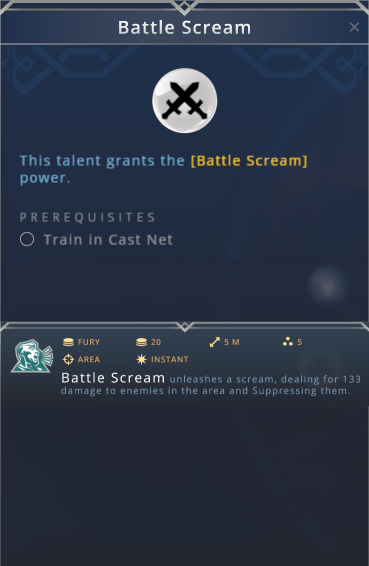 Battle Scream
This talent grants the [Battle Scream]
power.
PREREQUISITES
Train in Cast Net
FURY 20 5 M 5
AREA INSTANT
Battle Scream unleashes a scream, dealing for 133
damage to enemies in the area and Suppressing them.